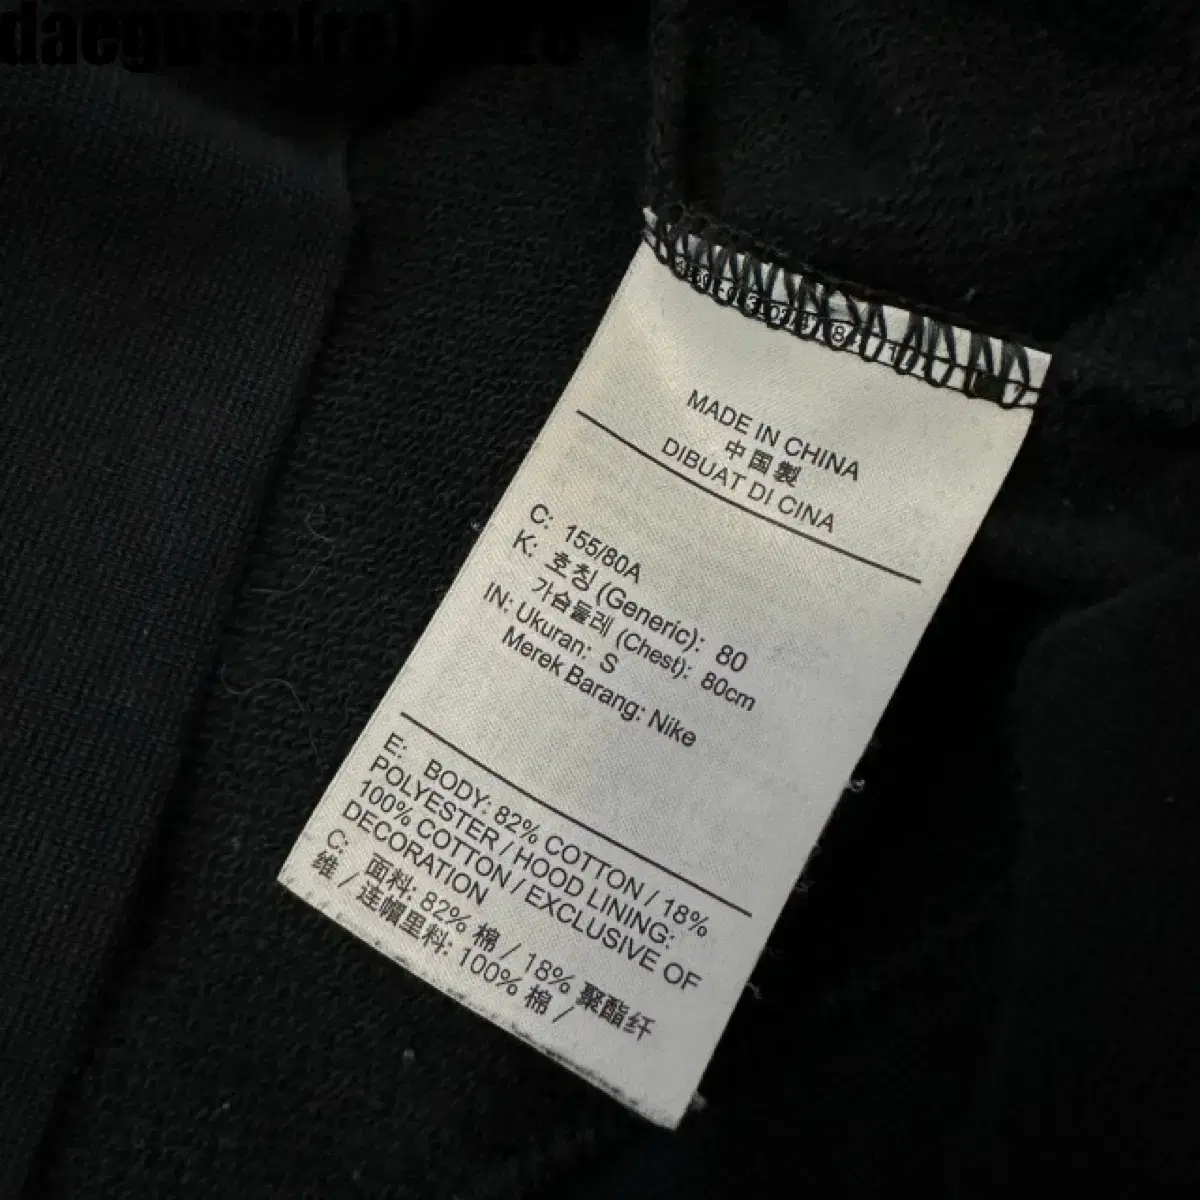 MADE IN CHINA
中国製
DIBUAT DI CINA
C: 155/80A
K: 호칭 (Generic): 80
가슴둘레 (Chest): 80cm
IN: Ukuran: S
Merek Barang: Nike
E: BODY: 82% COTTON / 18%
POLYESTER / HOOD LINING:
100% COTTON / EXCLUSIVE OF
DECORATION
C: 面料: 82% 棉 / 18% 聚酯纤
维 / 连帽里料: 100% 棉 /